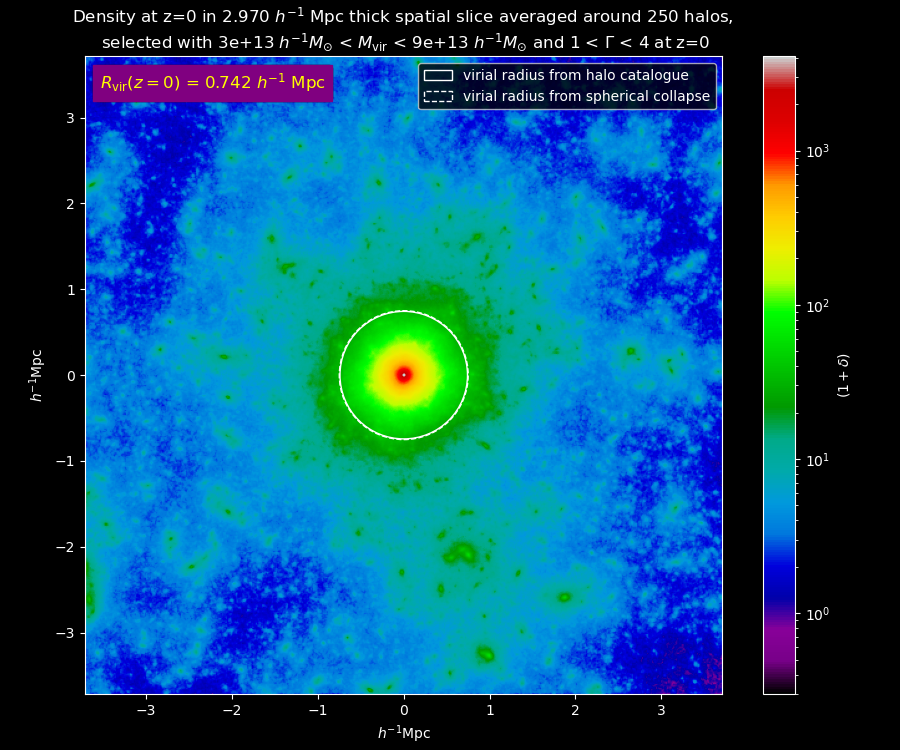 Density at z=0 in 2.970 h⁻¹ Mpc thick spatial slice averaged around 250 halos,
selected with 3e+13 h⁻¹M⊙ < Mvir < 9e+13 h⁻¹M⊙ and 1 < Γ < 4 at z=0
Rvir(z = 0) = 0.742 h⁻¹ Mpc
virial radius from halo catalogue
virial radius from spherical collapse
3
2
1
0
−1
−2
−3
h⁻¹Mpc
−3
−2
−1
0
1
2
3
h⁻¹Mpc
10³
10²
10¹
10⁰
(1 + δ)